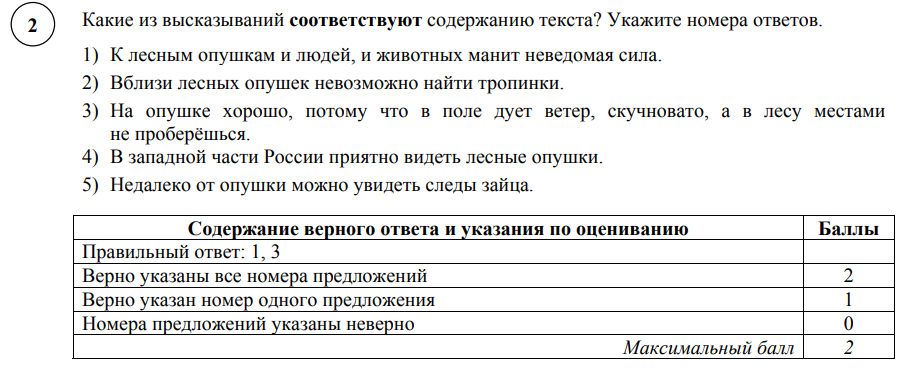 2
Какие из высказываний соответствуют содержанию текста? Укажите номера ответов.
1) К лесным опушкам и людей, и животных манит неведомая сила.
2) Вблизи лесных опушек невозможно найти тропинки.
3) На опушке хорошо, потому что в поле дует ветер, скучновато, а в лесу местами
не проберёшься.
4) В западной части России приятно видеть лесные опушки.
5) Недалеко от опушки можно увидеть следы зайца.
Содержание верного ответа и указания по оцениванию Баллы
Правильный ответ: 1, 3
Верно указаны все номера предложений 2
Верно указан номер одного предложения 1
Номера предложений указаны неверно 0
Максимальный балл 2